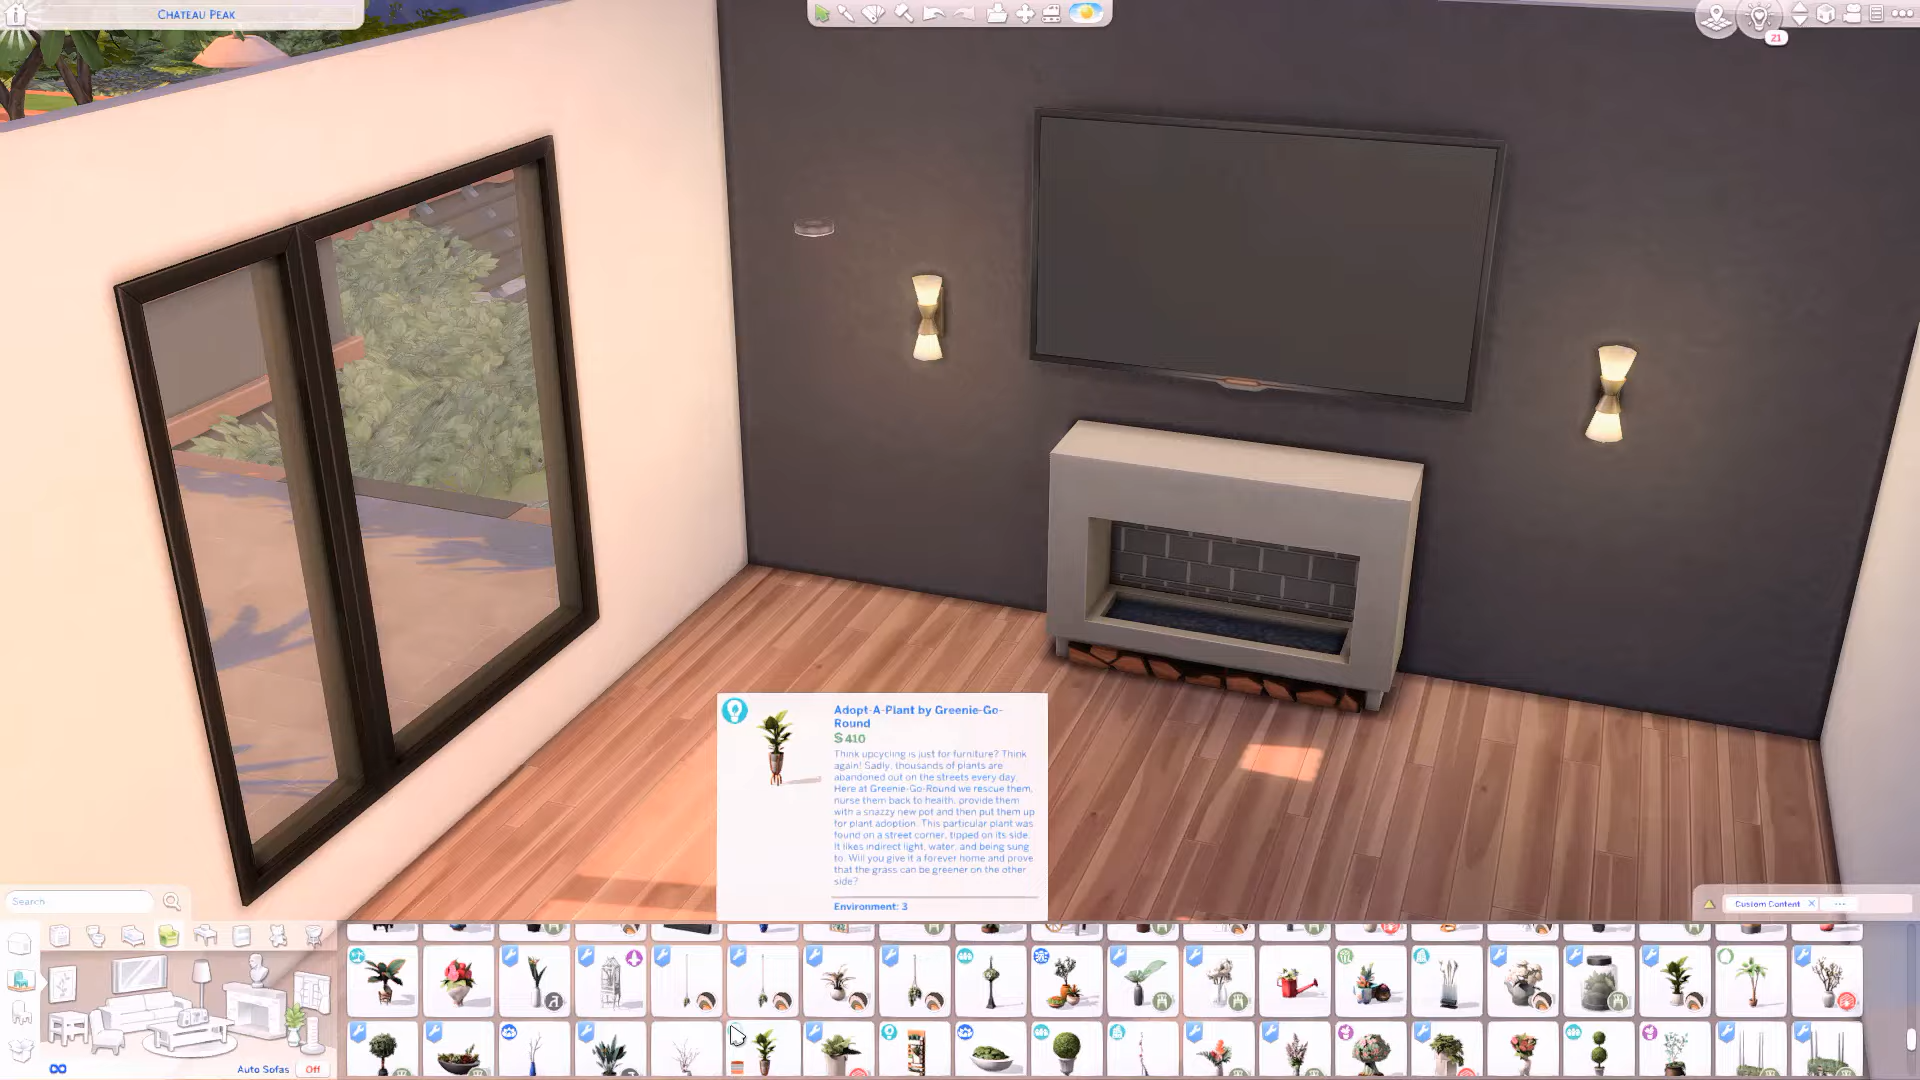 CHATEAU PEAK
21
Adopt-A-Plant by Greenie-Go-
Round
§410
Think upcycling is just for furniture? Think
again! Sadly, thousands of plants are
abandoned out on the streets every day.
Here at Greenie-Go-Round we rescue them,
nurse them back to health, provide them
with a snazzy new pot and then put them up
for plant adoption. This particular plant was
found on a street corner, tipped on its side.
It likes indirect light, water, and being sung
to. Will you give it a forever home and prove
that the grass can be greener on the other
side?
Environment: 3
Search
Custom Content
Auto Sofas Off